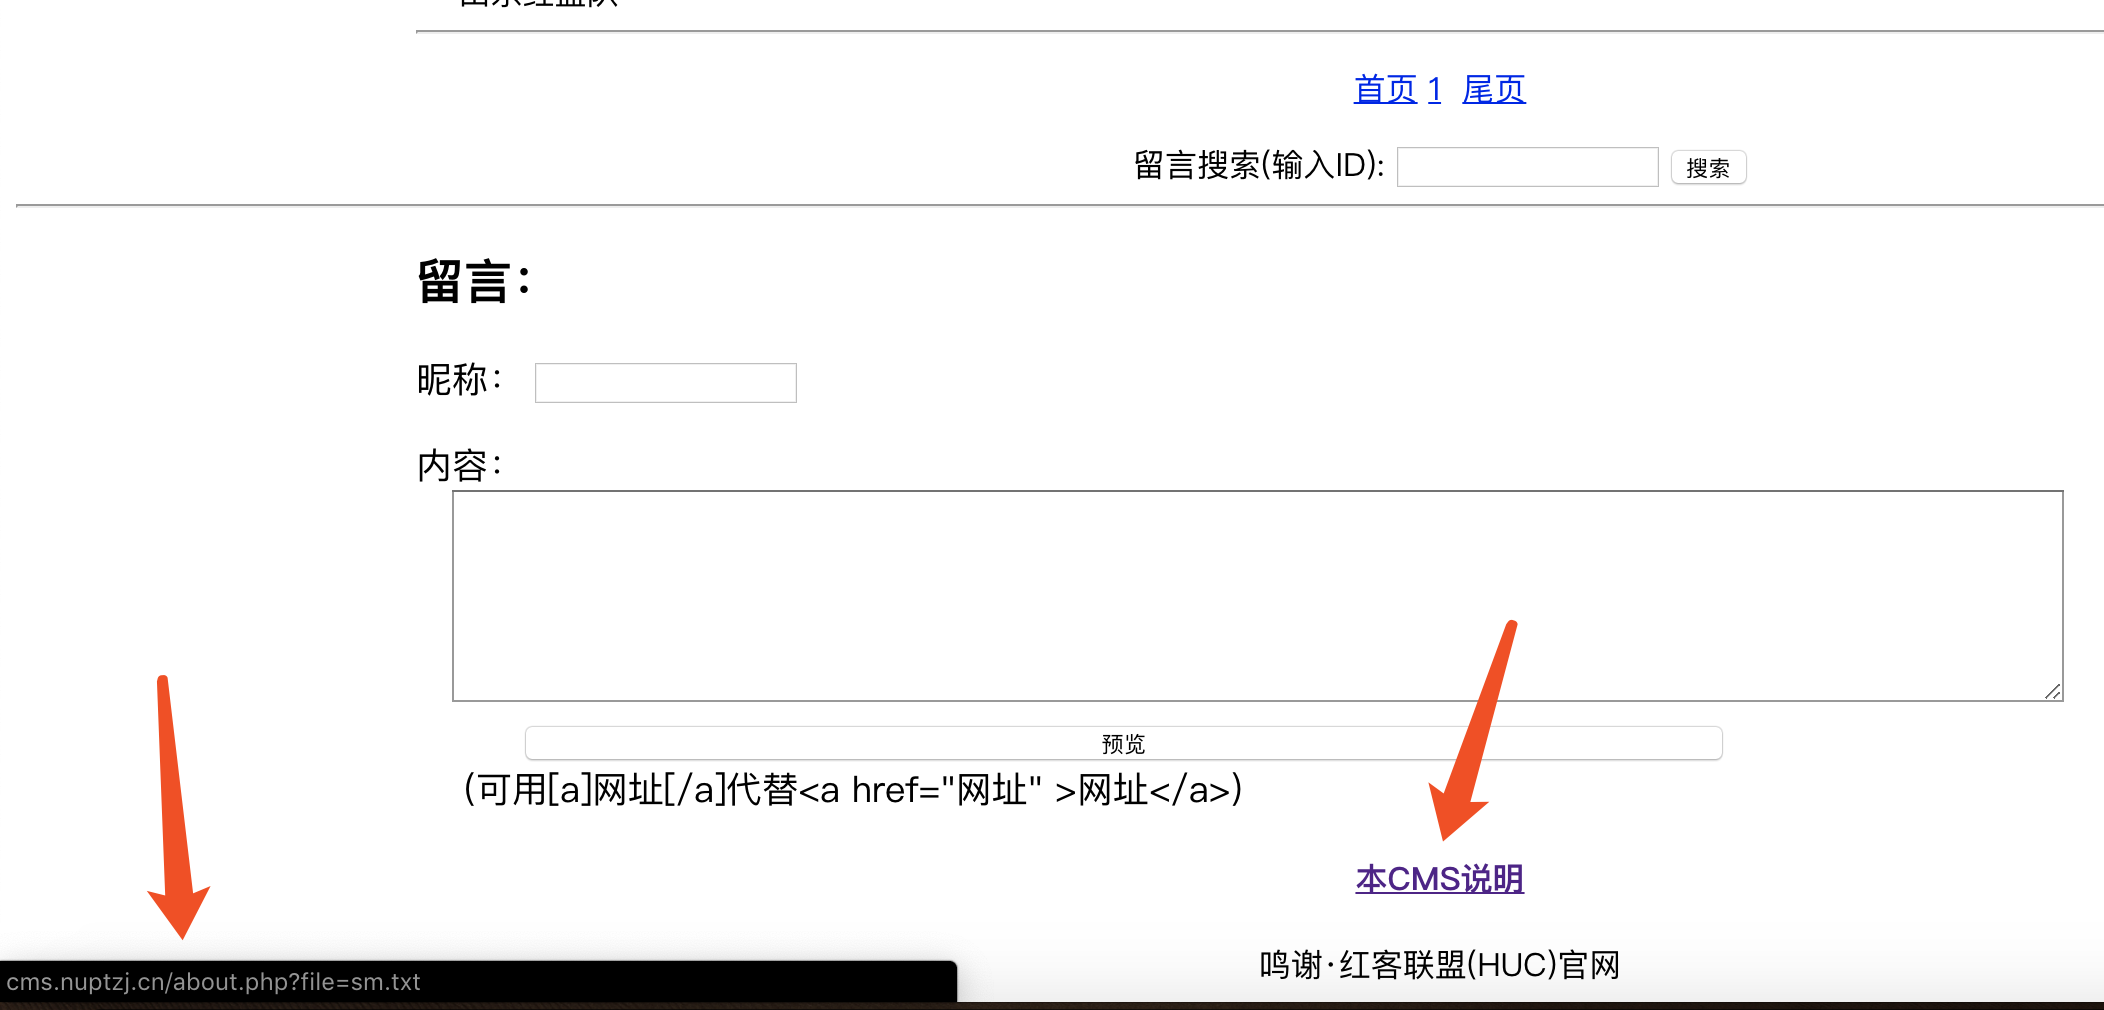 首页 1 尾页
留言搜索(输入ID): 搜索
留言：
昵称：
内容：
预览
(可用[a]网址[/a]代替<a href="网址" >网址</a>)
本CMS说明
鸣谢·红客联盟(HUC)官网
cms.nuptzj.cn/about.php?file=sm.txt